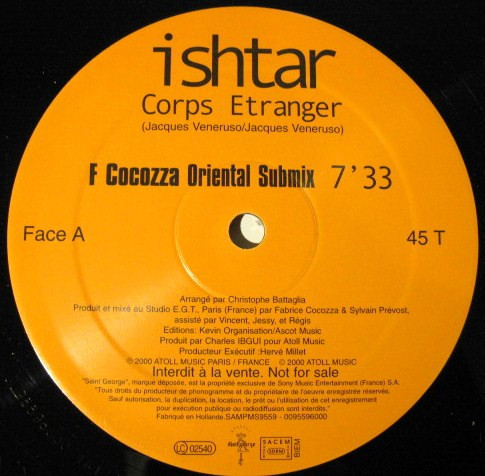 ishtar
Corps Etranger
(Jacques Veneruso/Jacques Veneruso)
F Cocozza Oriental Submix 7'33
Face A
45 T
Arrangé par Christophe Battaglia
Produit et mixé au Studio E.G.T., Paris (France) par Fabrice Cocozza & Sylvain Prévost,
assisté par Vincent, Jessy, et Régis
Editions: Kevin Organisation/Ascot Music
Produit par Charles IBGUI pour Atoll Music
Producteur Exécutif :Hervé Millet
℗ 2000 ATOLL MUSIC PARIS / FRANCE © 2000 ATOLL MUSIC
Interdit à la vente. Not for sale
"Saint George", marque déposée, est la propriété exclusive de Sony Music Entertainment (France) S.A.
"Tous droits du producteur de phonogramme et du propriétaire de l'oeuvre enregistrée réservés.
Sauf autorisation, la duplication, la location, le prêt ou l'utilisation de cet enregistrement
pour exécution publique ou radiodiffusion sont interdits."
Fabriqué en Hollande.SAMPMS9559 - 0095596000
LC 02540
SACEM
SDRM
BIEM